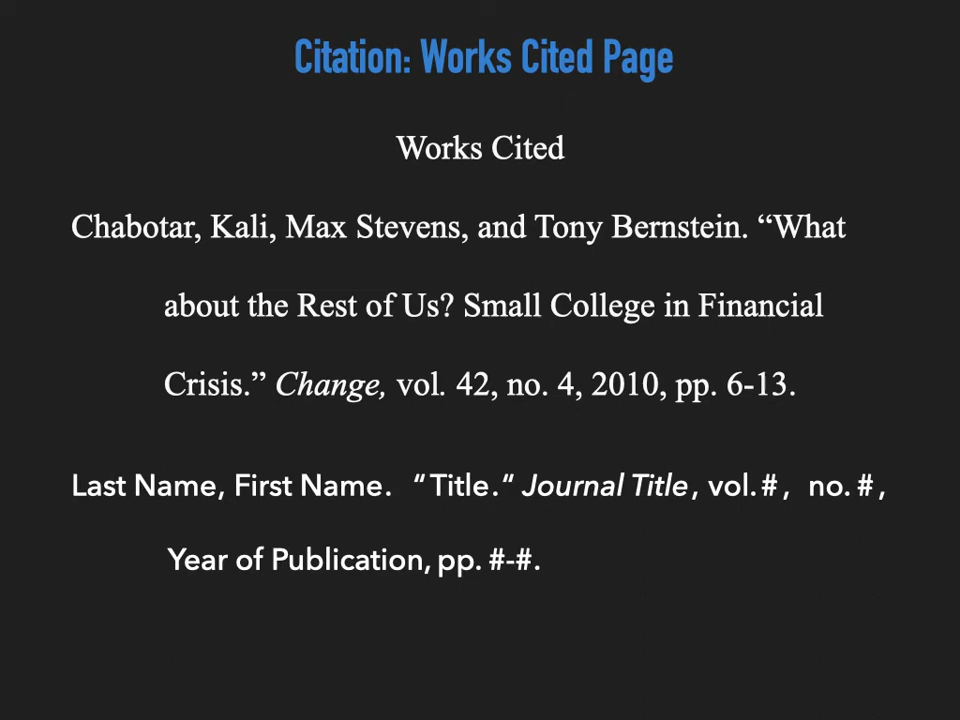 Citation: Works Cited Page
Works Cited
Chabotar, Kali, Max Stevens, and Tony Bernstein. “What
about the Rest of Us? Small College in Financial
Crisis.” Change, vol. 42, no. 4, 2010, pp. 6-13.
Last Name, First Name. “Title.“ Journal Title, vol. #, no. #,
Year of Publication, pp. #-#.